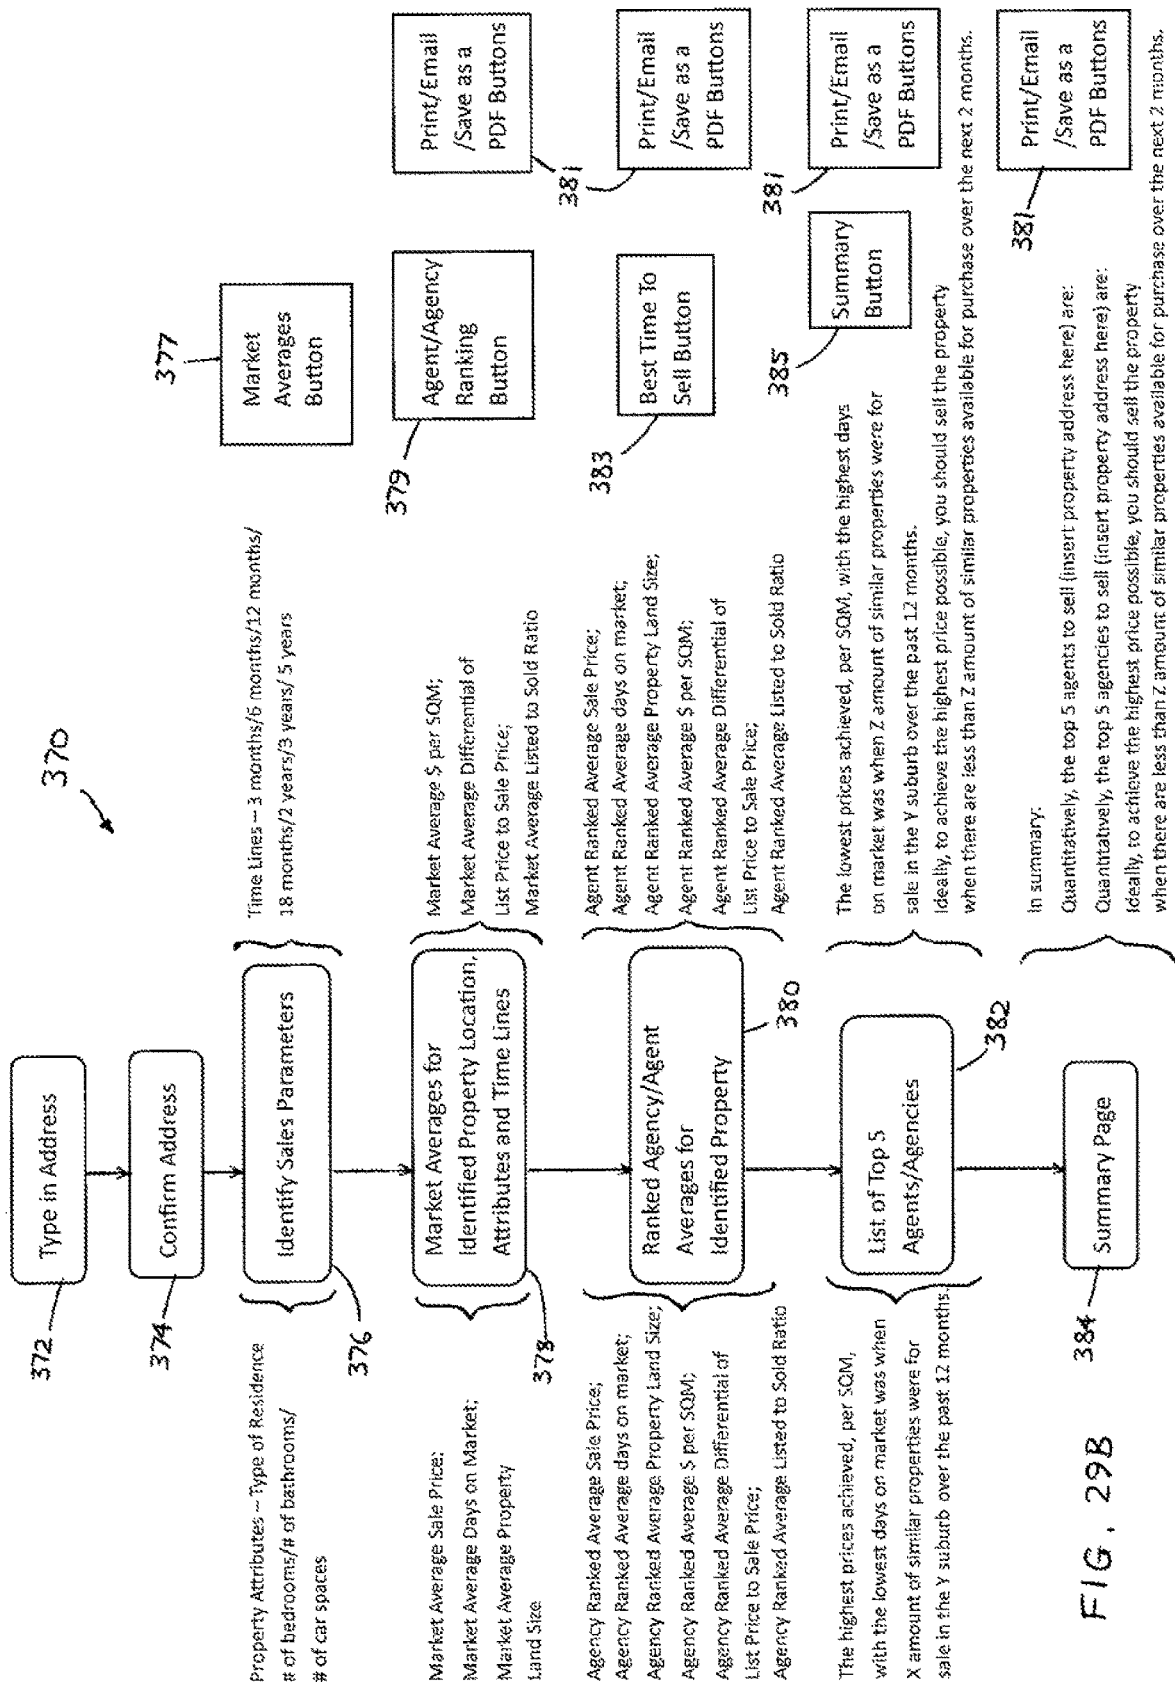 370
372
Type in Address
374
Confirm Address
Property Attributes – Type of Residence
# of bedrooms/# of bathrooms/
# of car spaces
376
Identify Sales Parameters
Time Lines – 3 months/6 months/12 months/
18 months/2 years/3 years/ 5 years
377
Market
Averages
Button
Market Average Sale Price;
Market Average Days on Market;
Market Average Property
Land Size
378
Market Averages for
Identified Property Location,
Attributes and Time Lines
Market Average $ per SQM;
Market Average Differential of
List Price to Sale Price;
Market Average Listed to Sold Ratio
379
Agent/Agency
Ranking
Button
Print/Email
/Save as a
PDF Buttons
381
Agency Ranked Average Sale Price;
Agency Ranked Average days on market;
Agency Ranked Average Property Land Size;
Agency Ranked Average $ per SQM;
Agency Ranked Average Differential of
List Price to Sale Price;
Agency Ranked Average Listed to Sold Ratio
Ranked Agency/Agent
Averages for
Identified Property
380
Agent Ranked Average Sale Price;
Agent Ranked Average days on market;
Agent Ranked Average Property Land Size;
Agent Ranked Average $ per SQM;
Agent Ranked Average Differential of
List Price to Sale Price;
Agent Ranked Average Listed to Sold Ratio
383
Best Time To
Sell Button
Print/Email
/Save as a
PDF Buttons
The highest prices achieved, per SQM,
with the lowest days on market was when
X amount of similar properties were for
sale in the Y suburb over the past 12 months.
List of Top 5
Agents/Agencies
382
The lowest prices achieved, per SQM, with the highest days
on market was when Z amount of similar properties were for
sale in the Y suburb over the past 12 months.
Ideally, to achieve the highest price possible, you should sell the property
when there are less than Z amount of similar properties available for purchase over the next 2 months.
385
Summary
Button
381
Print/Email
/Save as a
PDF Buttons
384
Summary Page
In summary:
Quantitatively, the top 5 agents to sell (insert property address here) are:
Quantitatively, the top 5 agencies to sell (insert property address here) are:
Ideally, to achieve the highest price possible, you should sell the property
when there are less than Z amount of similar properties available for purchase over the next 2 months.
381
Print/Email
/Save as a
PDF Buttons
FIG. 29B